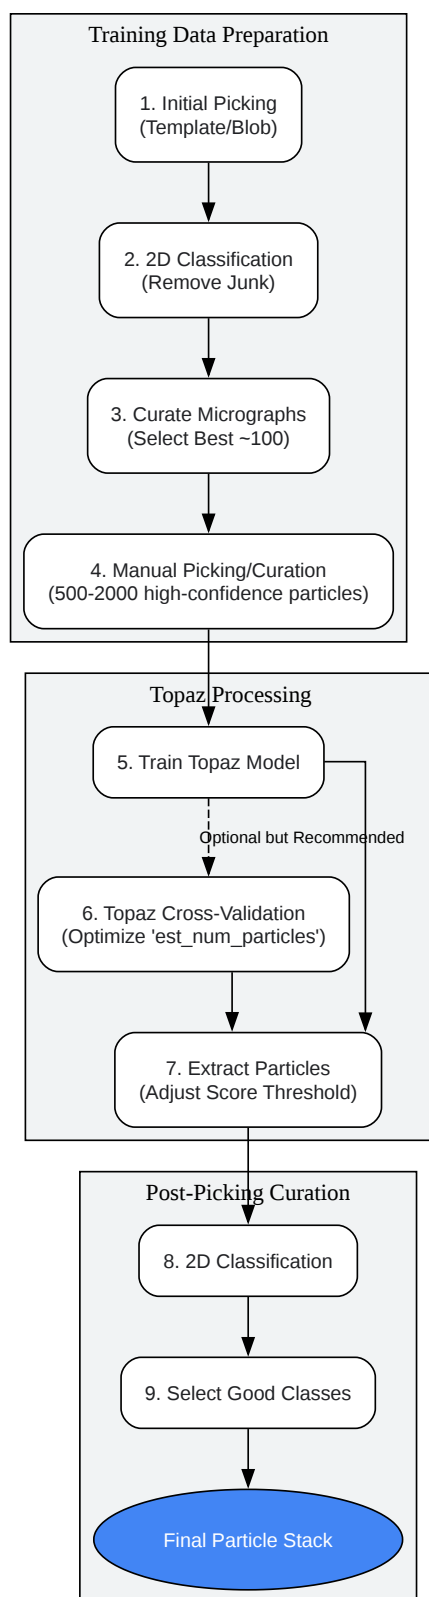 Training Data Preparation
1. Initial Picking
(Template/Blob)
2. 2D Classification
(Remove Junk)
3. Curate Micrographs
(Select Best ~100)
4. Manual Picking/Curation
(500-2000 high-confidence particles)
Topaz Processing
5. Train Topaz Model
Optional but Recommended
6. Topaz Cross-Validation
(Optimize 'est_num_particles')
7. Extract Particles
(Adjust Score Threshold)
Post-Picking Curation
8. 2D Classification
9. Select Good Classes
Final Particle Stack